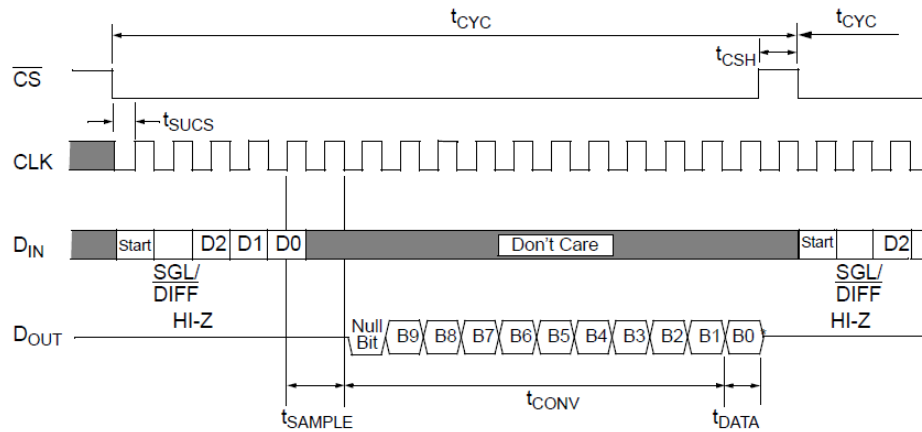 tCYC tCYC
tCSH
CS
tSUCS
CLK
DIN Start D2 D1 D0 Don't Care Start D2
SGL/ SGL/
DIFF DIFF
HI-Z HI-Z
DOUT Null Bit B9 B8 B7 B6 B5 B4 B3 B2 B1 B0 *
tSAMPLE tCONV tDATA